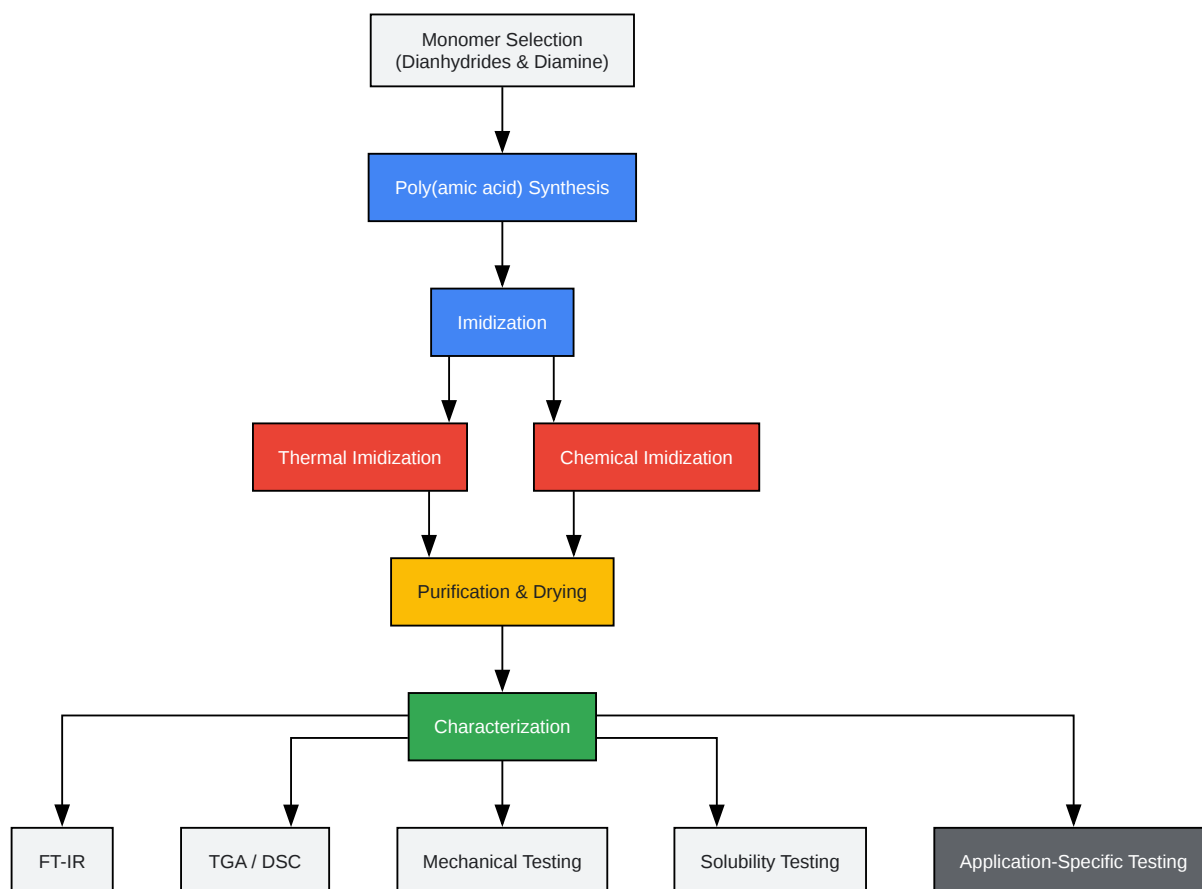 Monomer Selection
(Dianhydrides & Diamine)
Poly(amic acid) Synthesis
Imidization
Thermal Imidization
Chemical Imidization
Purification & Drying
Characterization
FT-IR
TGA / DSC
Mechanical Testing
Solubility Testing
Application-Specific Testing